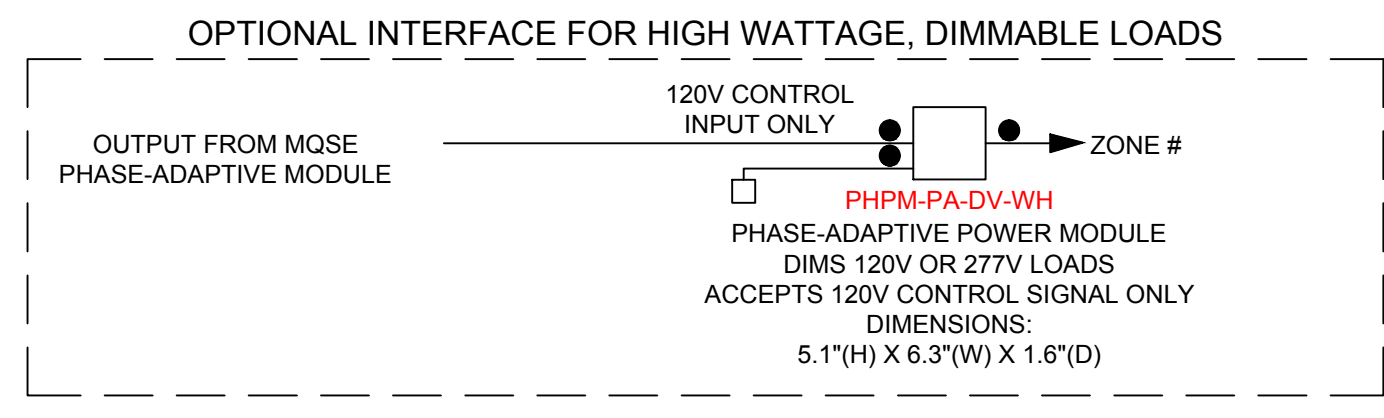 OPTIONAL INTERFACE FOR HIGH WATTAGE, DIMMABLE LOADS
120V CONTROL
INPUT ONLY
OUTPUT FROM MQSE
PHASE-ADAPTIVE MODULE
ZONE #
PHPM-PA-DV-WH
PHASE-ADAPTIVE POWER MODULE
DIMS 120V OR 277V LOADS
ACCEPTS 120V CONTROL SIGNAL ONLY
DIMENSIONS:
5.1"(H) X 6.3"(W) X 1.6"(D)